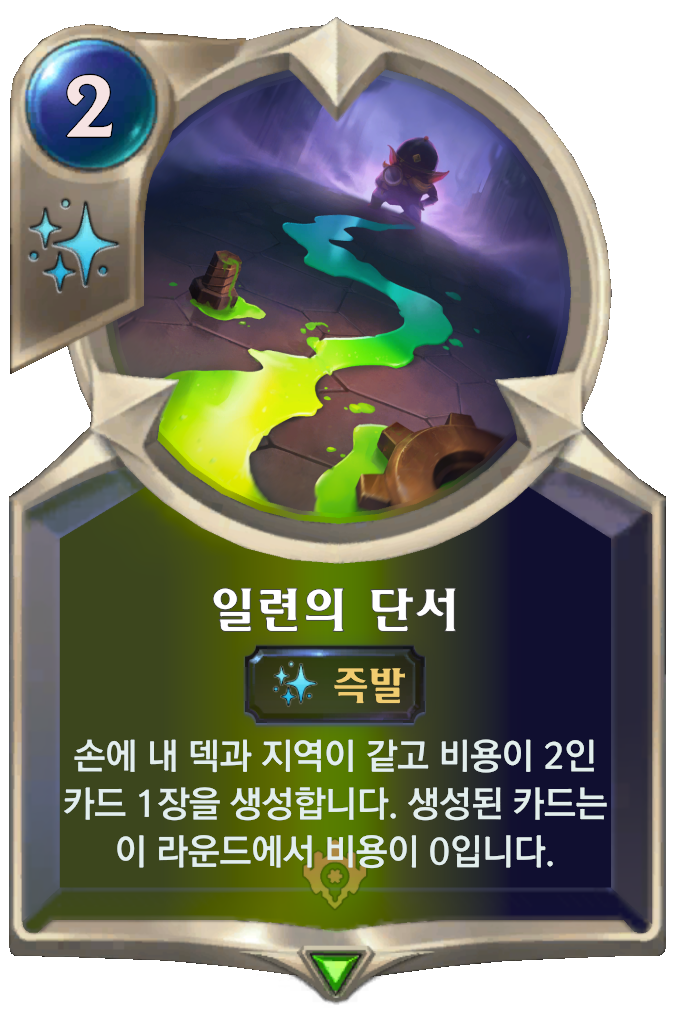 2
일련의 단서
즉발
손에 내 덱과 지역이 같고 비용이 2인
카드 1장을 생성합니다. 생성된 카드는
이 라운드에서 비용이 0입니다.